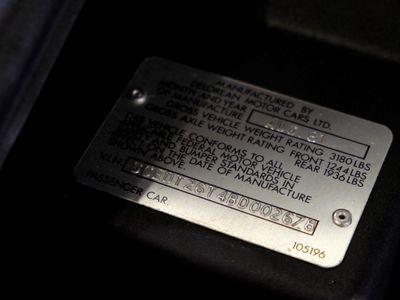 MANUFACTURED BY
DELOREAN MOTOR CARS LTD.
MONTH AND YEAR
OF MANUFACTURE
GROSS VEHICLE WEIGHT RATING 3180 LBS
GROSS AXLE WEIGHT RATING FRONT 1244 LBS
REAR 1936 LBS
THIS VEHICLE CONFORMS TO ALL
APPLICABLE FEDERAL MOTOR VEHICLE
SAFETY AND BUMPER STANDARDS IN
EFFECT ON THE DATE OF MANUFACTURE
SHOWN ABOVE.
V.I.N.
PASSENGER CAR.
105196